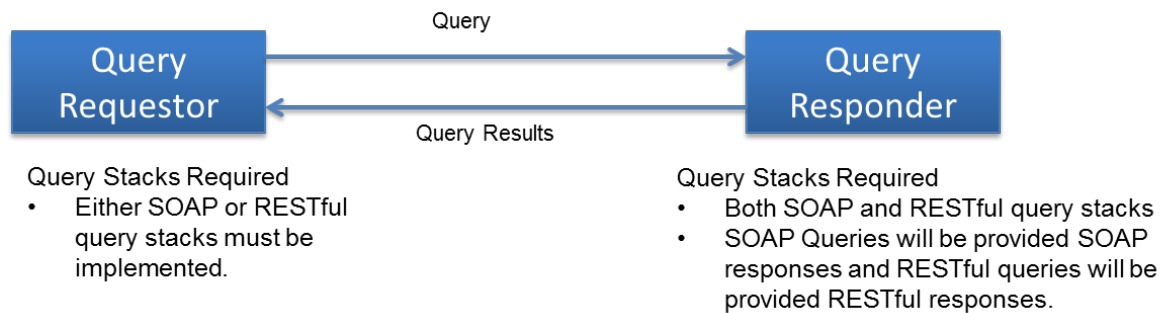 Query
Query
Requestor
Query
Responder
Query Results
Query Stacks Required
• Either SOAP or RESTful
query stacks must be
implemented.
Query Stacks Required
• Both SOAP and RESTful query stacks
• SOAP Queries will be provided SOAP
responses and RESTful queries will be
provided RESTful responses.